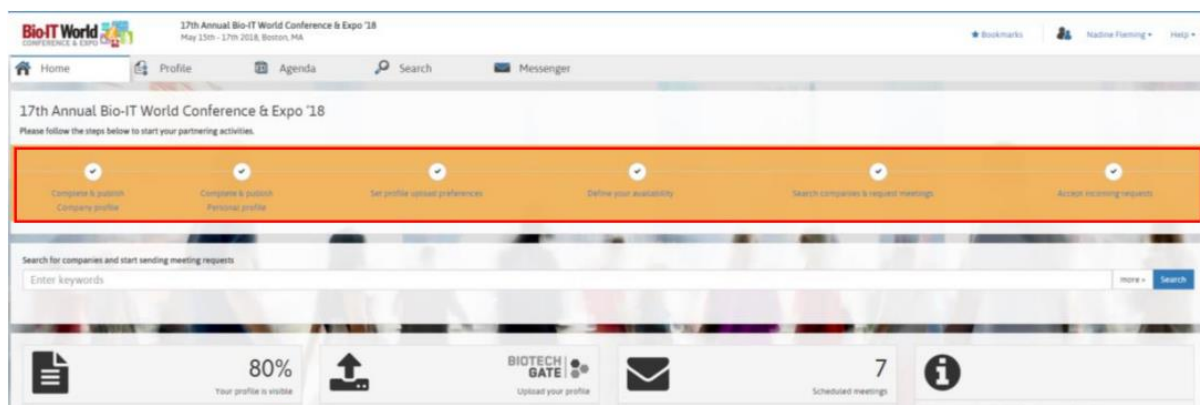 Bio-IT World
CONFERENCE & EXPO
17th Annual Bio-IT World Conference & Expo '18
May 15th - 17th 2018, Boston, MA
Bookmarks
Nadine Fleming
Help
Home
Profile
Agenda
Search
Messenger
17th Annual Bio-IT World Conference & Expo '18
Please follow the steps below to start your partnering activities.
Complete & publish
Company profile
Complete & publish
Personal profile
Set profile upload preferences
Define your availability
Search companies & request meetings
Accept incoming requests
Search for companies and start sending meeting requests
Enter keywords
more »
Search
80%
Your profile is visible
BIOTECH
GATE
Upload your profile
7
Scheduled meetings